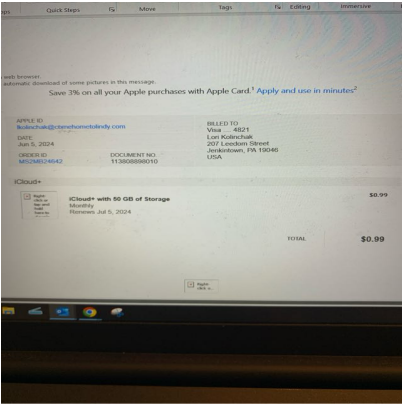 Quick Steps Move Tags Editing Immersive
web browser.
automatic download of some pictures in this message.
Save 3% on all your Apple purchases with Apple Card.¹ Apply and use in minutes²
APPLE ID
BILLED TO
lkolinchak@comehometolindy.com
Visa .... 4821
DATE
Lori Kolinchak
Jun 5, 2024
207 Leedom Street
Jenkintown, PA 19046
ORDER ID DOCUMENT NO.
USA
MS2MB24642 113808898010
iCloud+
iCloud+ with 50 GB of Storage $0.99
Monthly
Renews Jul 5, 2024
TOTAL $0.99